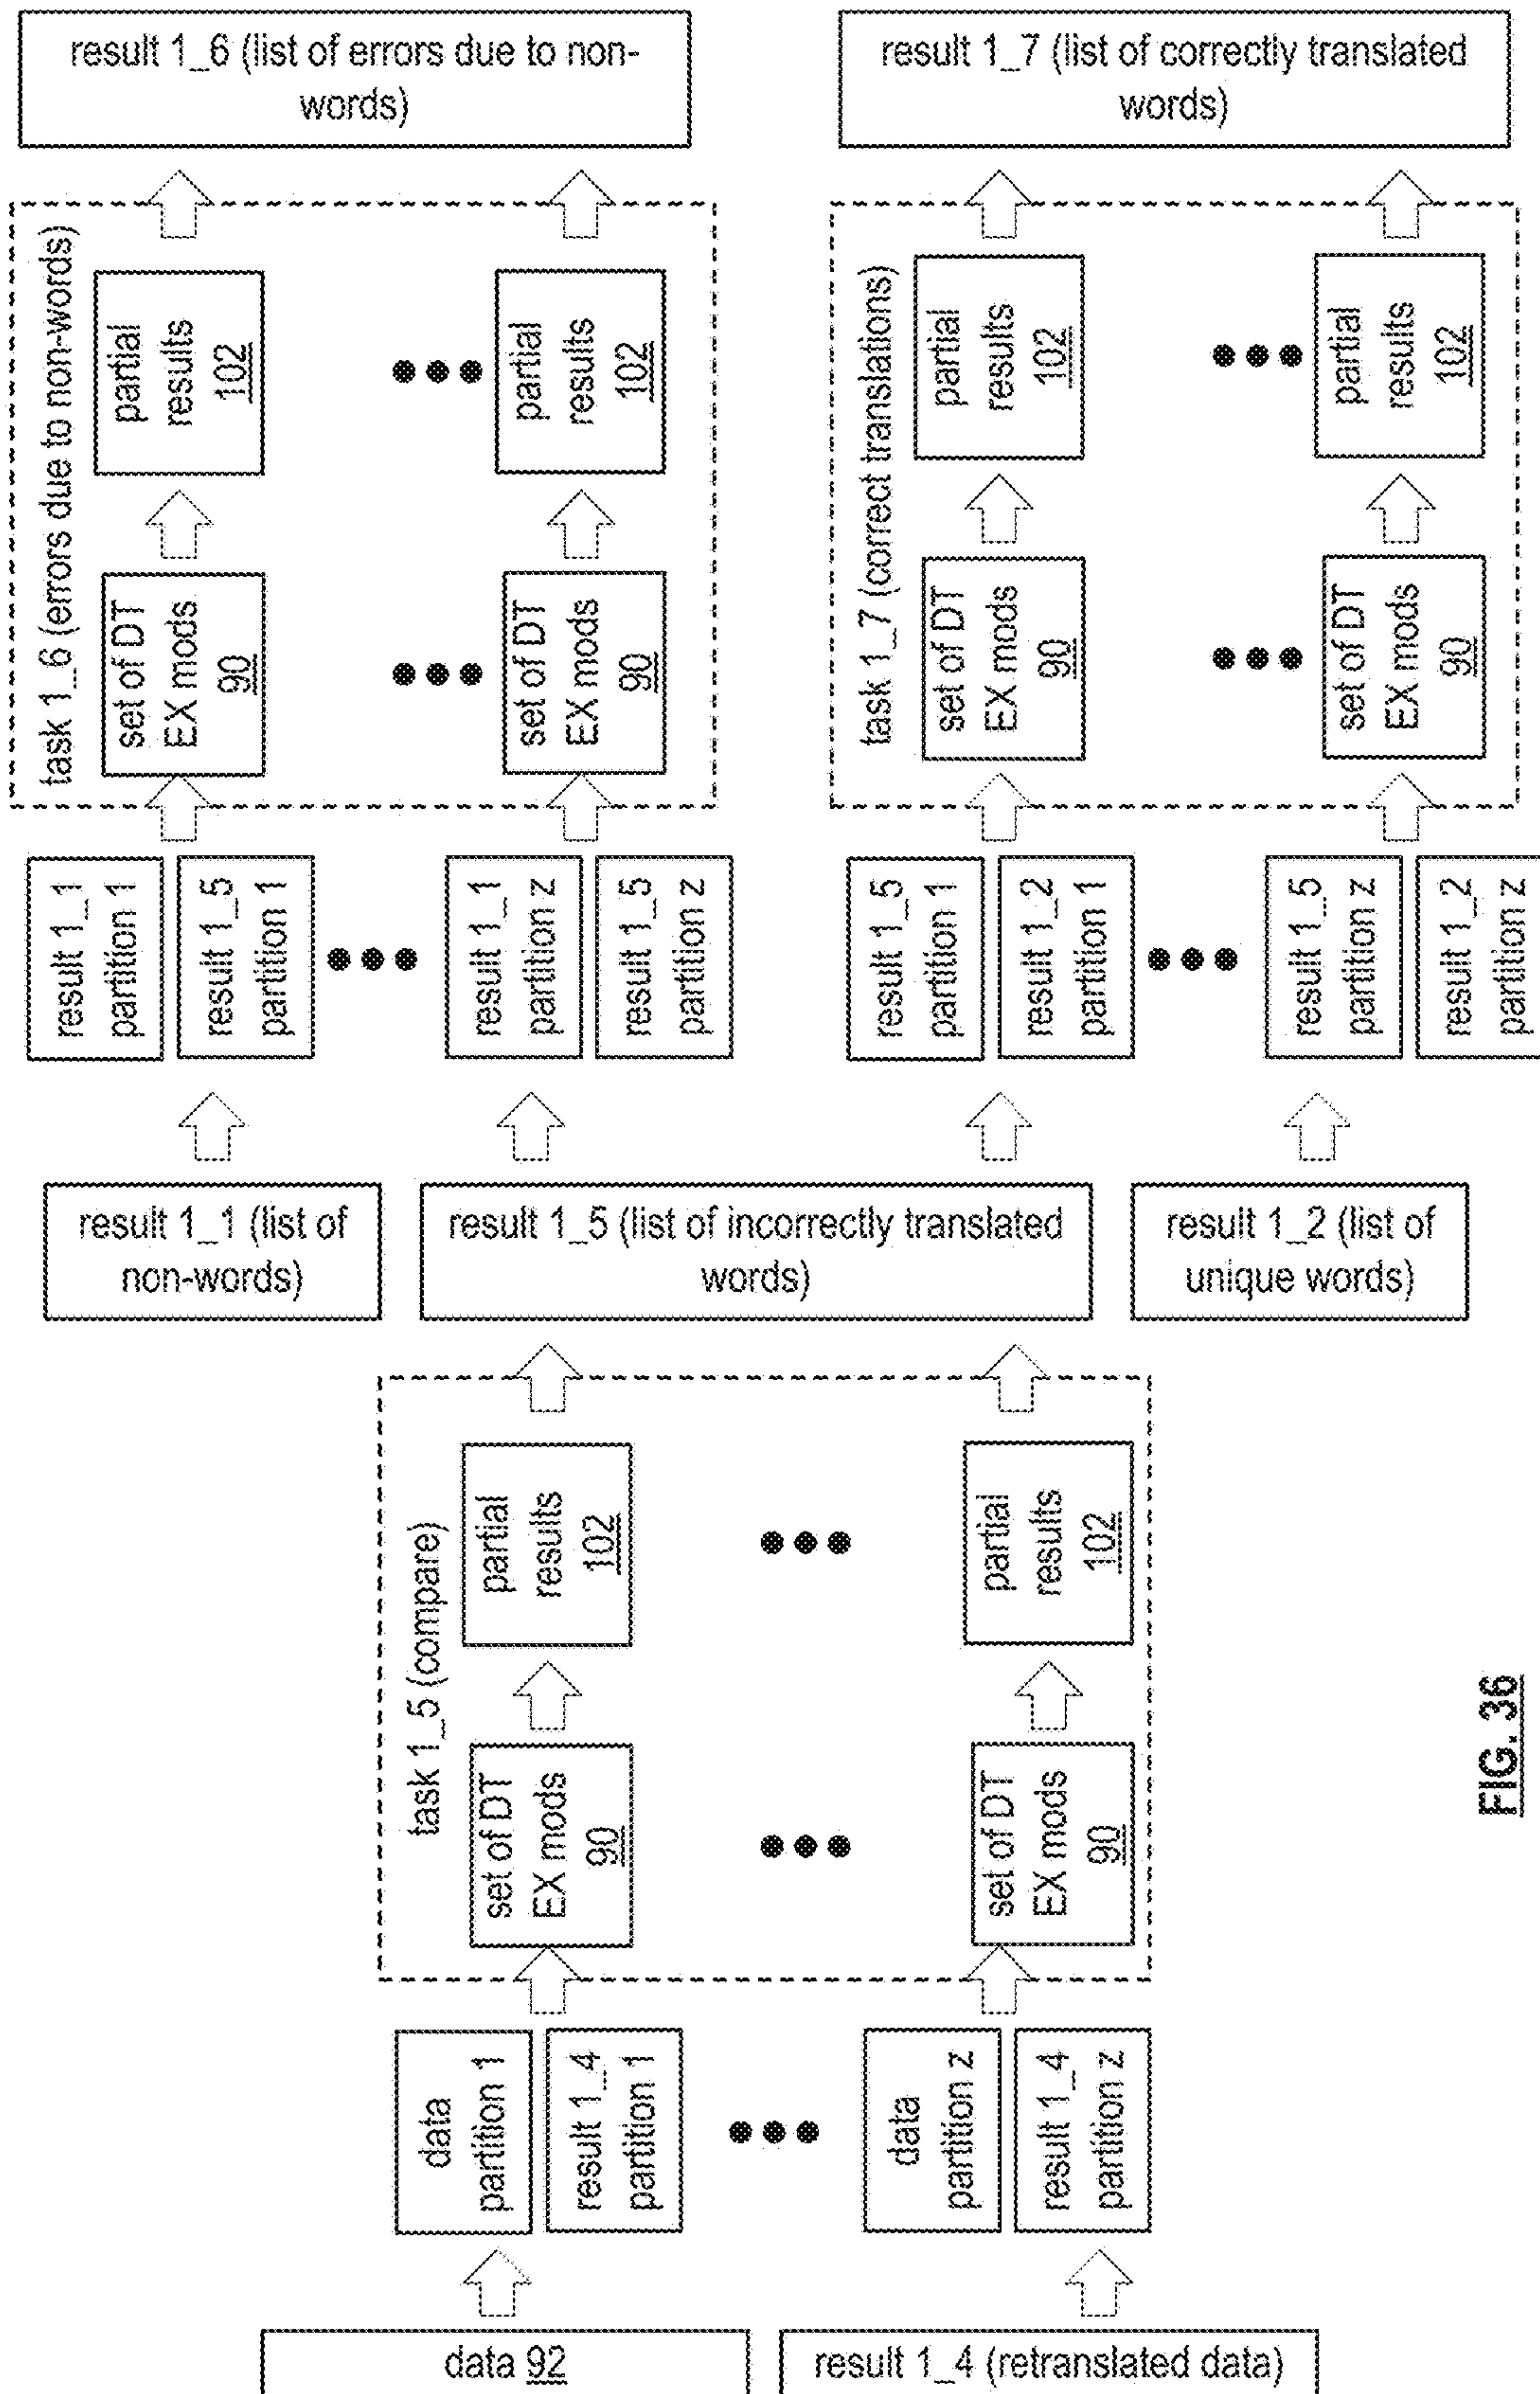 result 1_6 (list of errors due to non-
words)
result 1_7 (list of correctly translated
words)
task 1_6 (errors due to non-words)
partial
results
102
partial
results
102
set of DT
EX mods
90
set of DT
EX mods
90
task 1_7 (correct translations)
partial
results
102
partial
results
102
set of DT
EX mods
90
set of DT
EX mods
90
result 1_1
partition 1
result 1_5
partition 1
result 1_1
partition z
result 1_5
partition z
result 1_5
partition 1
result 1_2
partition 1
result 1_5
partition z
result 1_2
partition z
result 1_1 (list of
non-words)
result 1_5 (list of incorrectly translated
words)
result 1_2 (list of
unique words)
task 1_5 (compare)
partial
results
102
partial
results
102
set of DT
EX mods
90
set of DT
EX mods
90
data
partition 1
result 1_4
partition 1
data
partition z
result 1_4
partition z
data 92
result 1_4 (retranslated data)
FIG. 36